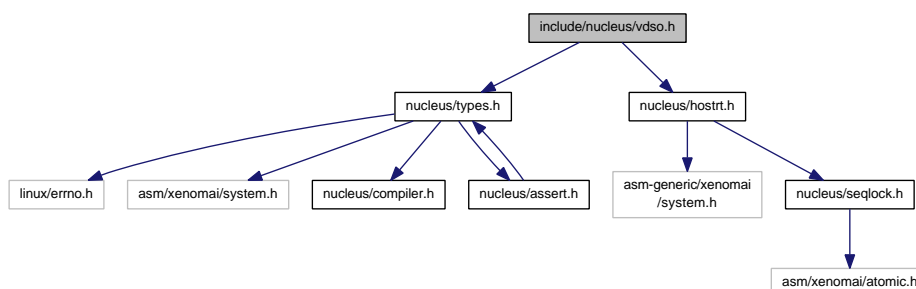 include/nucleus/vdso.h
nucleus/types.h
nucleus/hostrt.h
linux/errno.h
asm/xenomai/system.h
nucleus/compiler.h
nucleus/assert.h
asm-generic/xenomai
/system.h
nucleus/seqlock.h
asm/xenomai/atomic.h